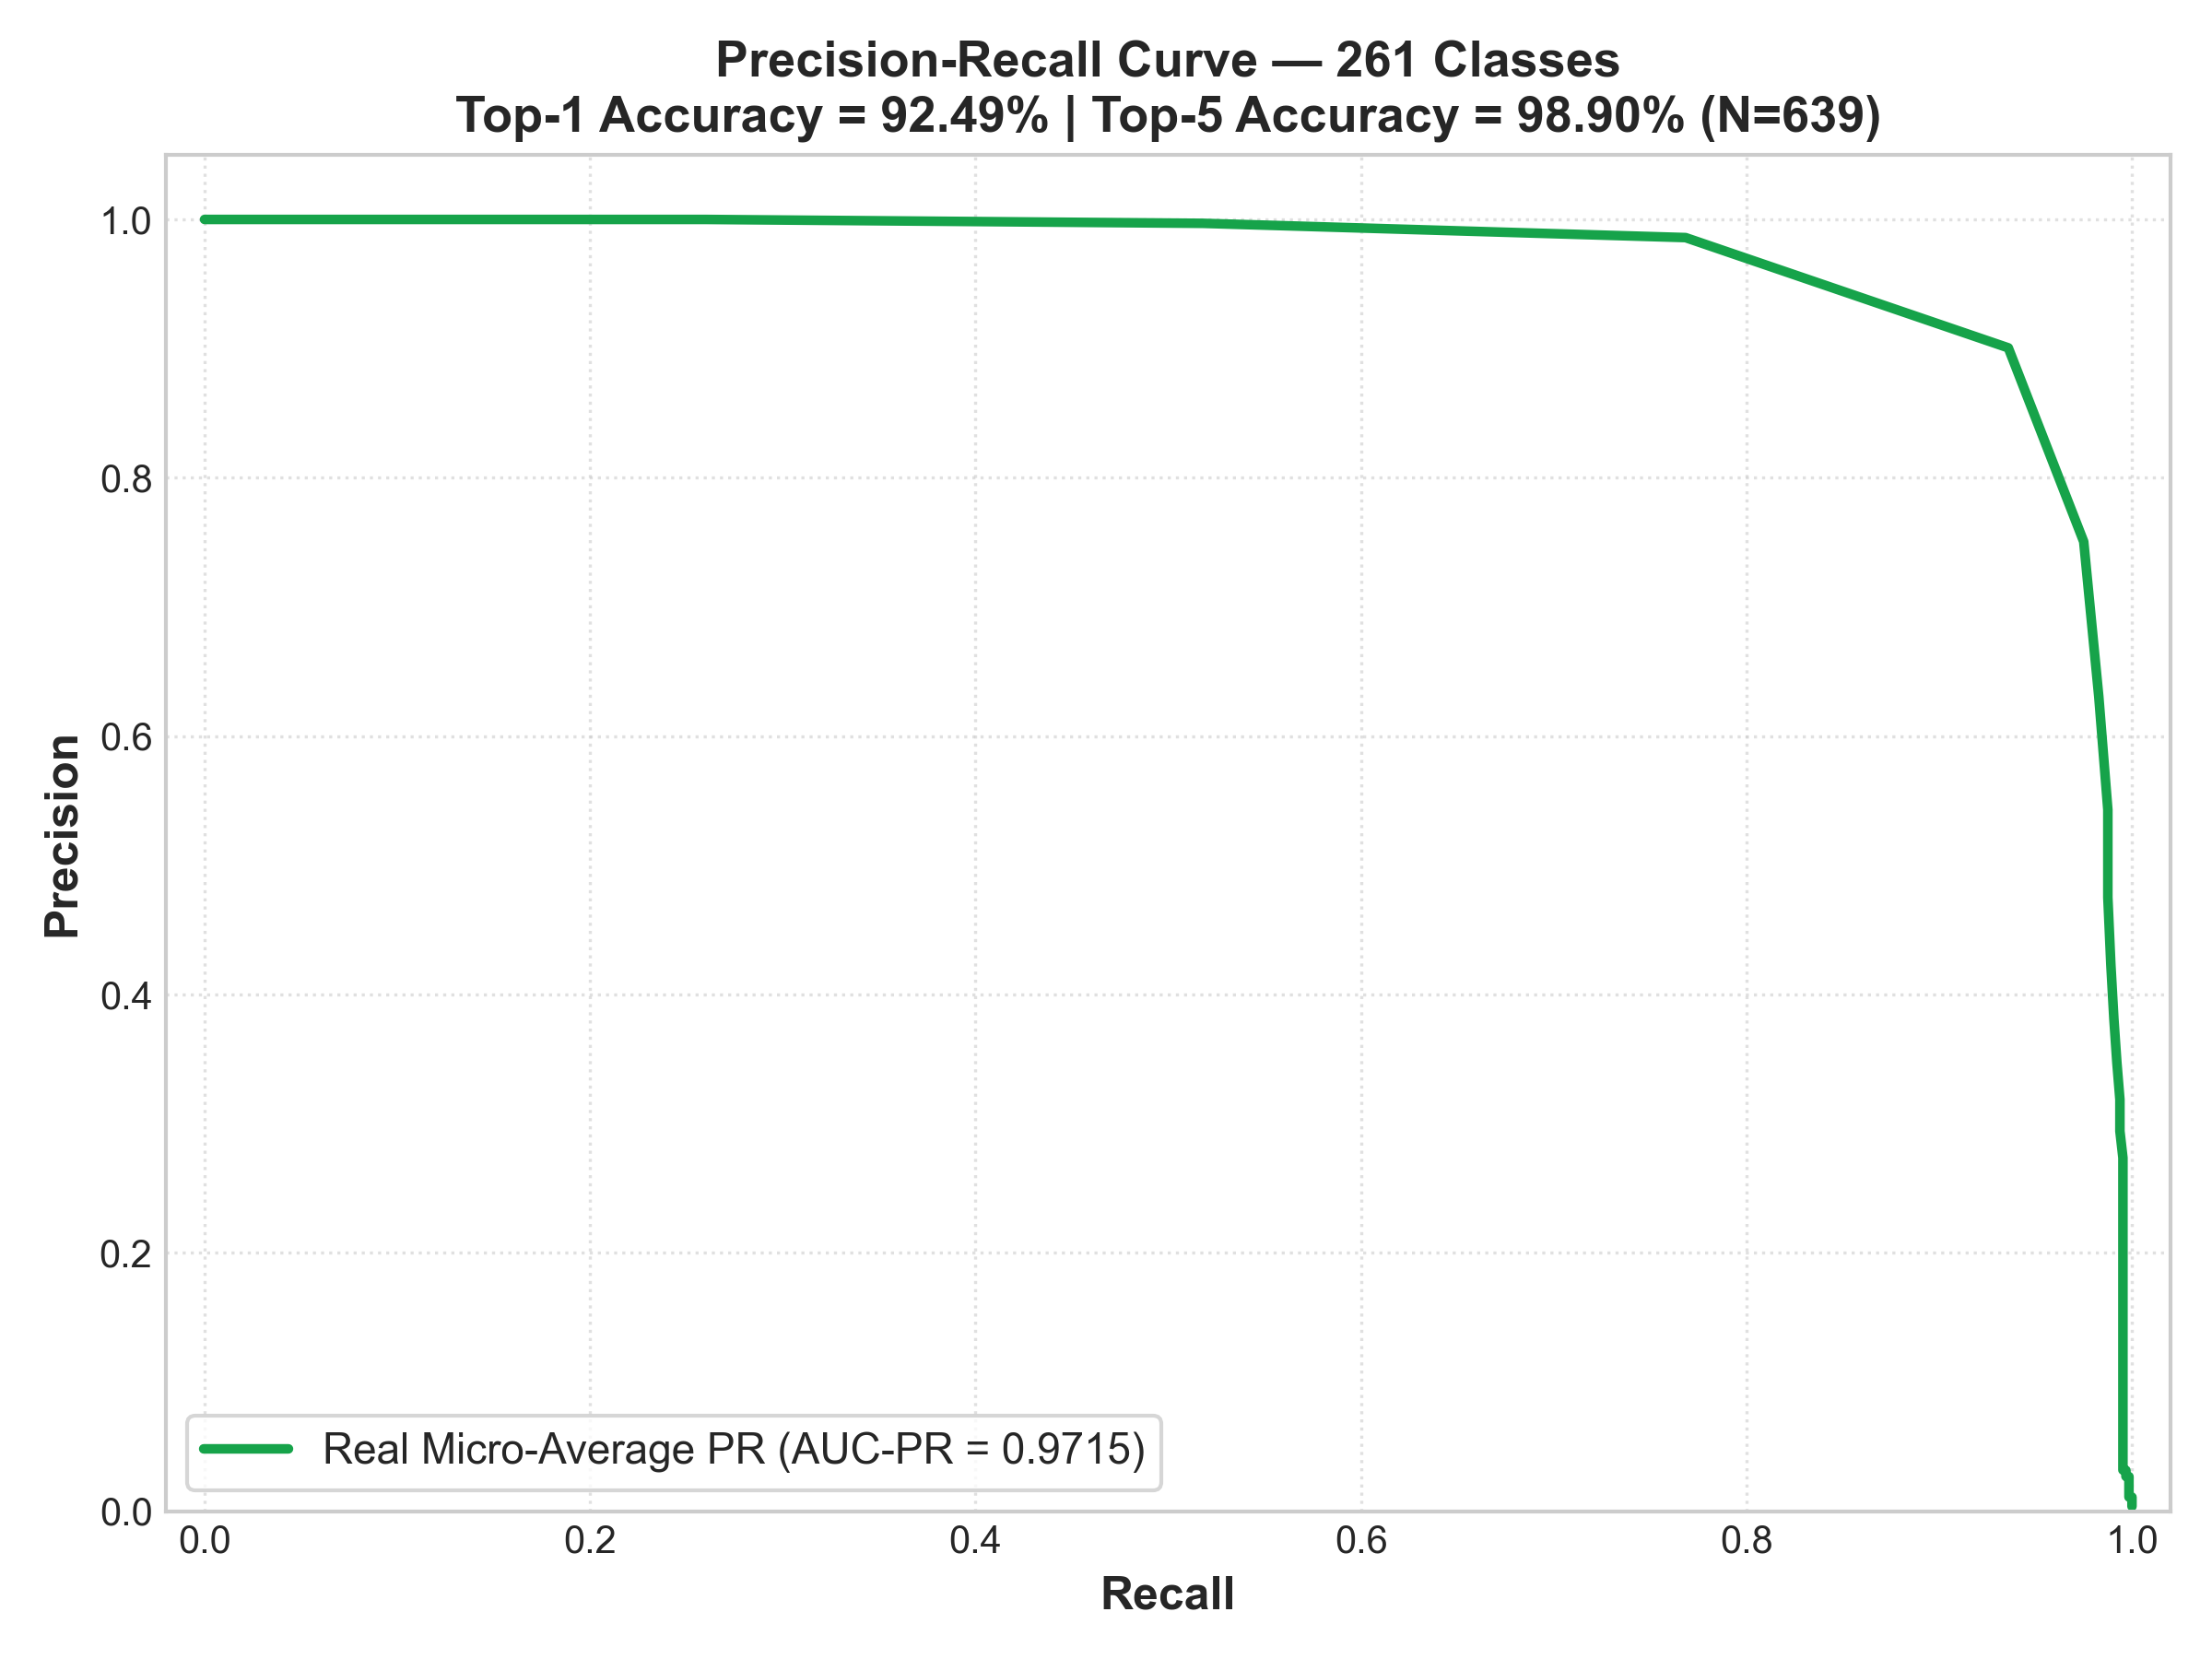 Precision-Recall Curve — 261 Classes
Top-1 Accuracy = 92.49% | Top-5 Accuracy = 98.90% (N=639)
1.0
0.8
0.6
0.4
0.2
0.0
Precision
Real Micro-Average PR (AUC-PR = 0.9715)
0.0 0.2 0.4 0.6 0.8 1.0
Recall